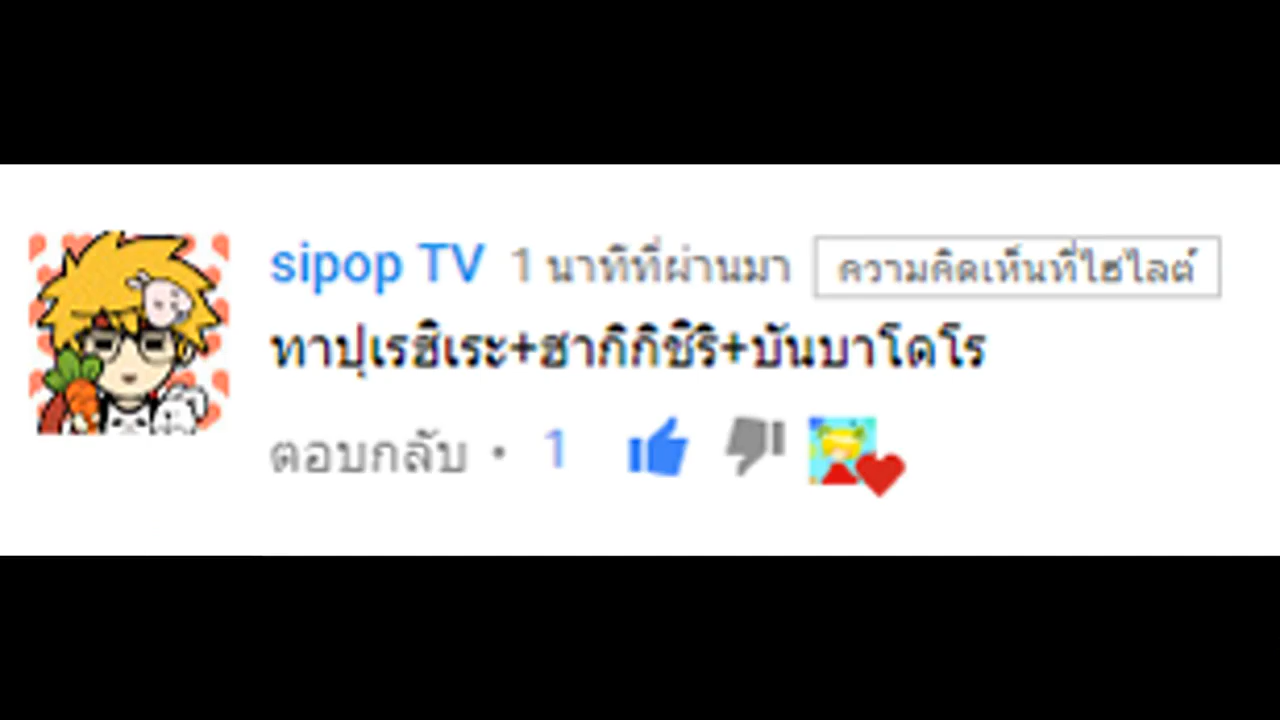 sipop TV 1 นาทีที่ผ่านมา ความคิดเห็นที่ไฮไลต์
ทาปุเรฮิเระ+ฮากิกิชิริ+บันบาโดโร
ตอบกลับ • 1